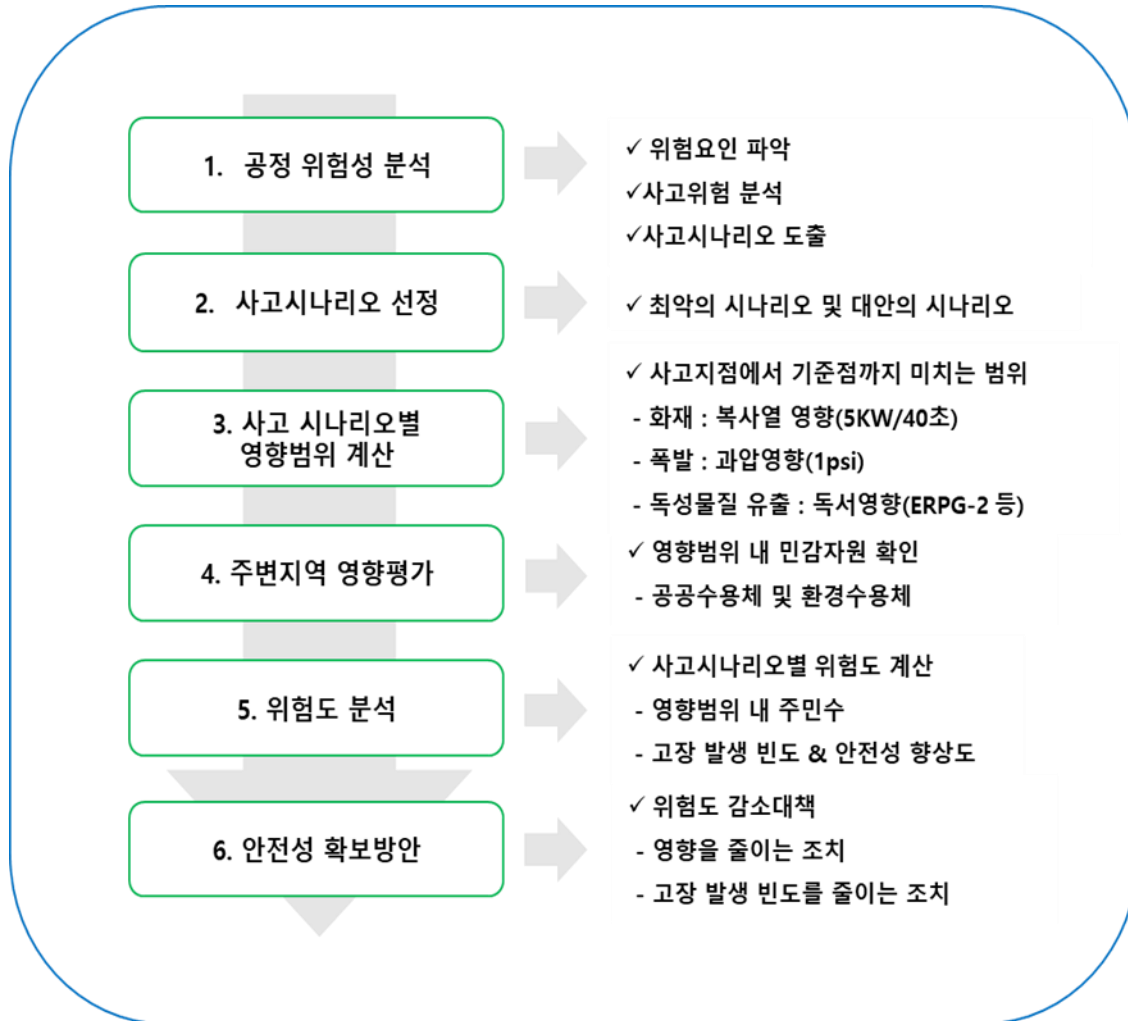 1. 공정 위험성 분석
✓ 위험요인 파악
✓사고위험 분석
✓사고시나리오 도출
2. 사고시나리오 선정
✓ 최악의 시나리오 및 대안의 시나리오
3. 사고 시나리오별
영향범위 계산
✓ 사고지점에서 기준점까지 미치는 범위
- 화재 : 복사열 영향(5KW/40초)
- 폭발 : 과압영향(1psi)
- 독성물질 유출 : 독서영향(ERPG-2 등)
4. 주변지역 영향평가
✓ 영향범위 내 민감자원 확인
- 공공수용체 및 환경수용체
5. 위험도 분석
✓ 사고시나리오별 위험도 계산
- 영향범위 내 주민수
- 고장 발생 빈도 & 안전성 향상도
6. 안전성 확보방안
✓ 위험도 감소대책
- 영향을 줄이는 조치
- 고장 발생 빈도를 줄이는 조치